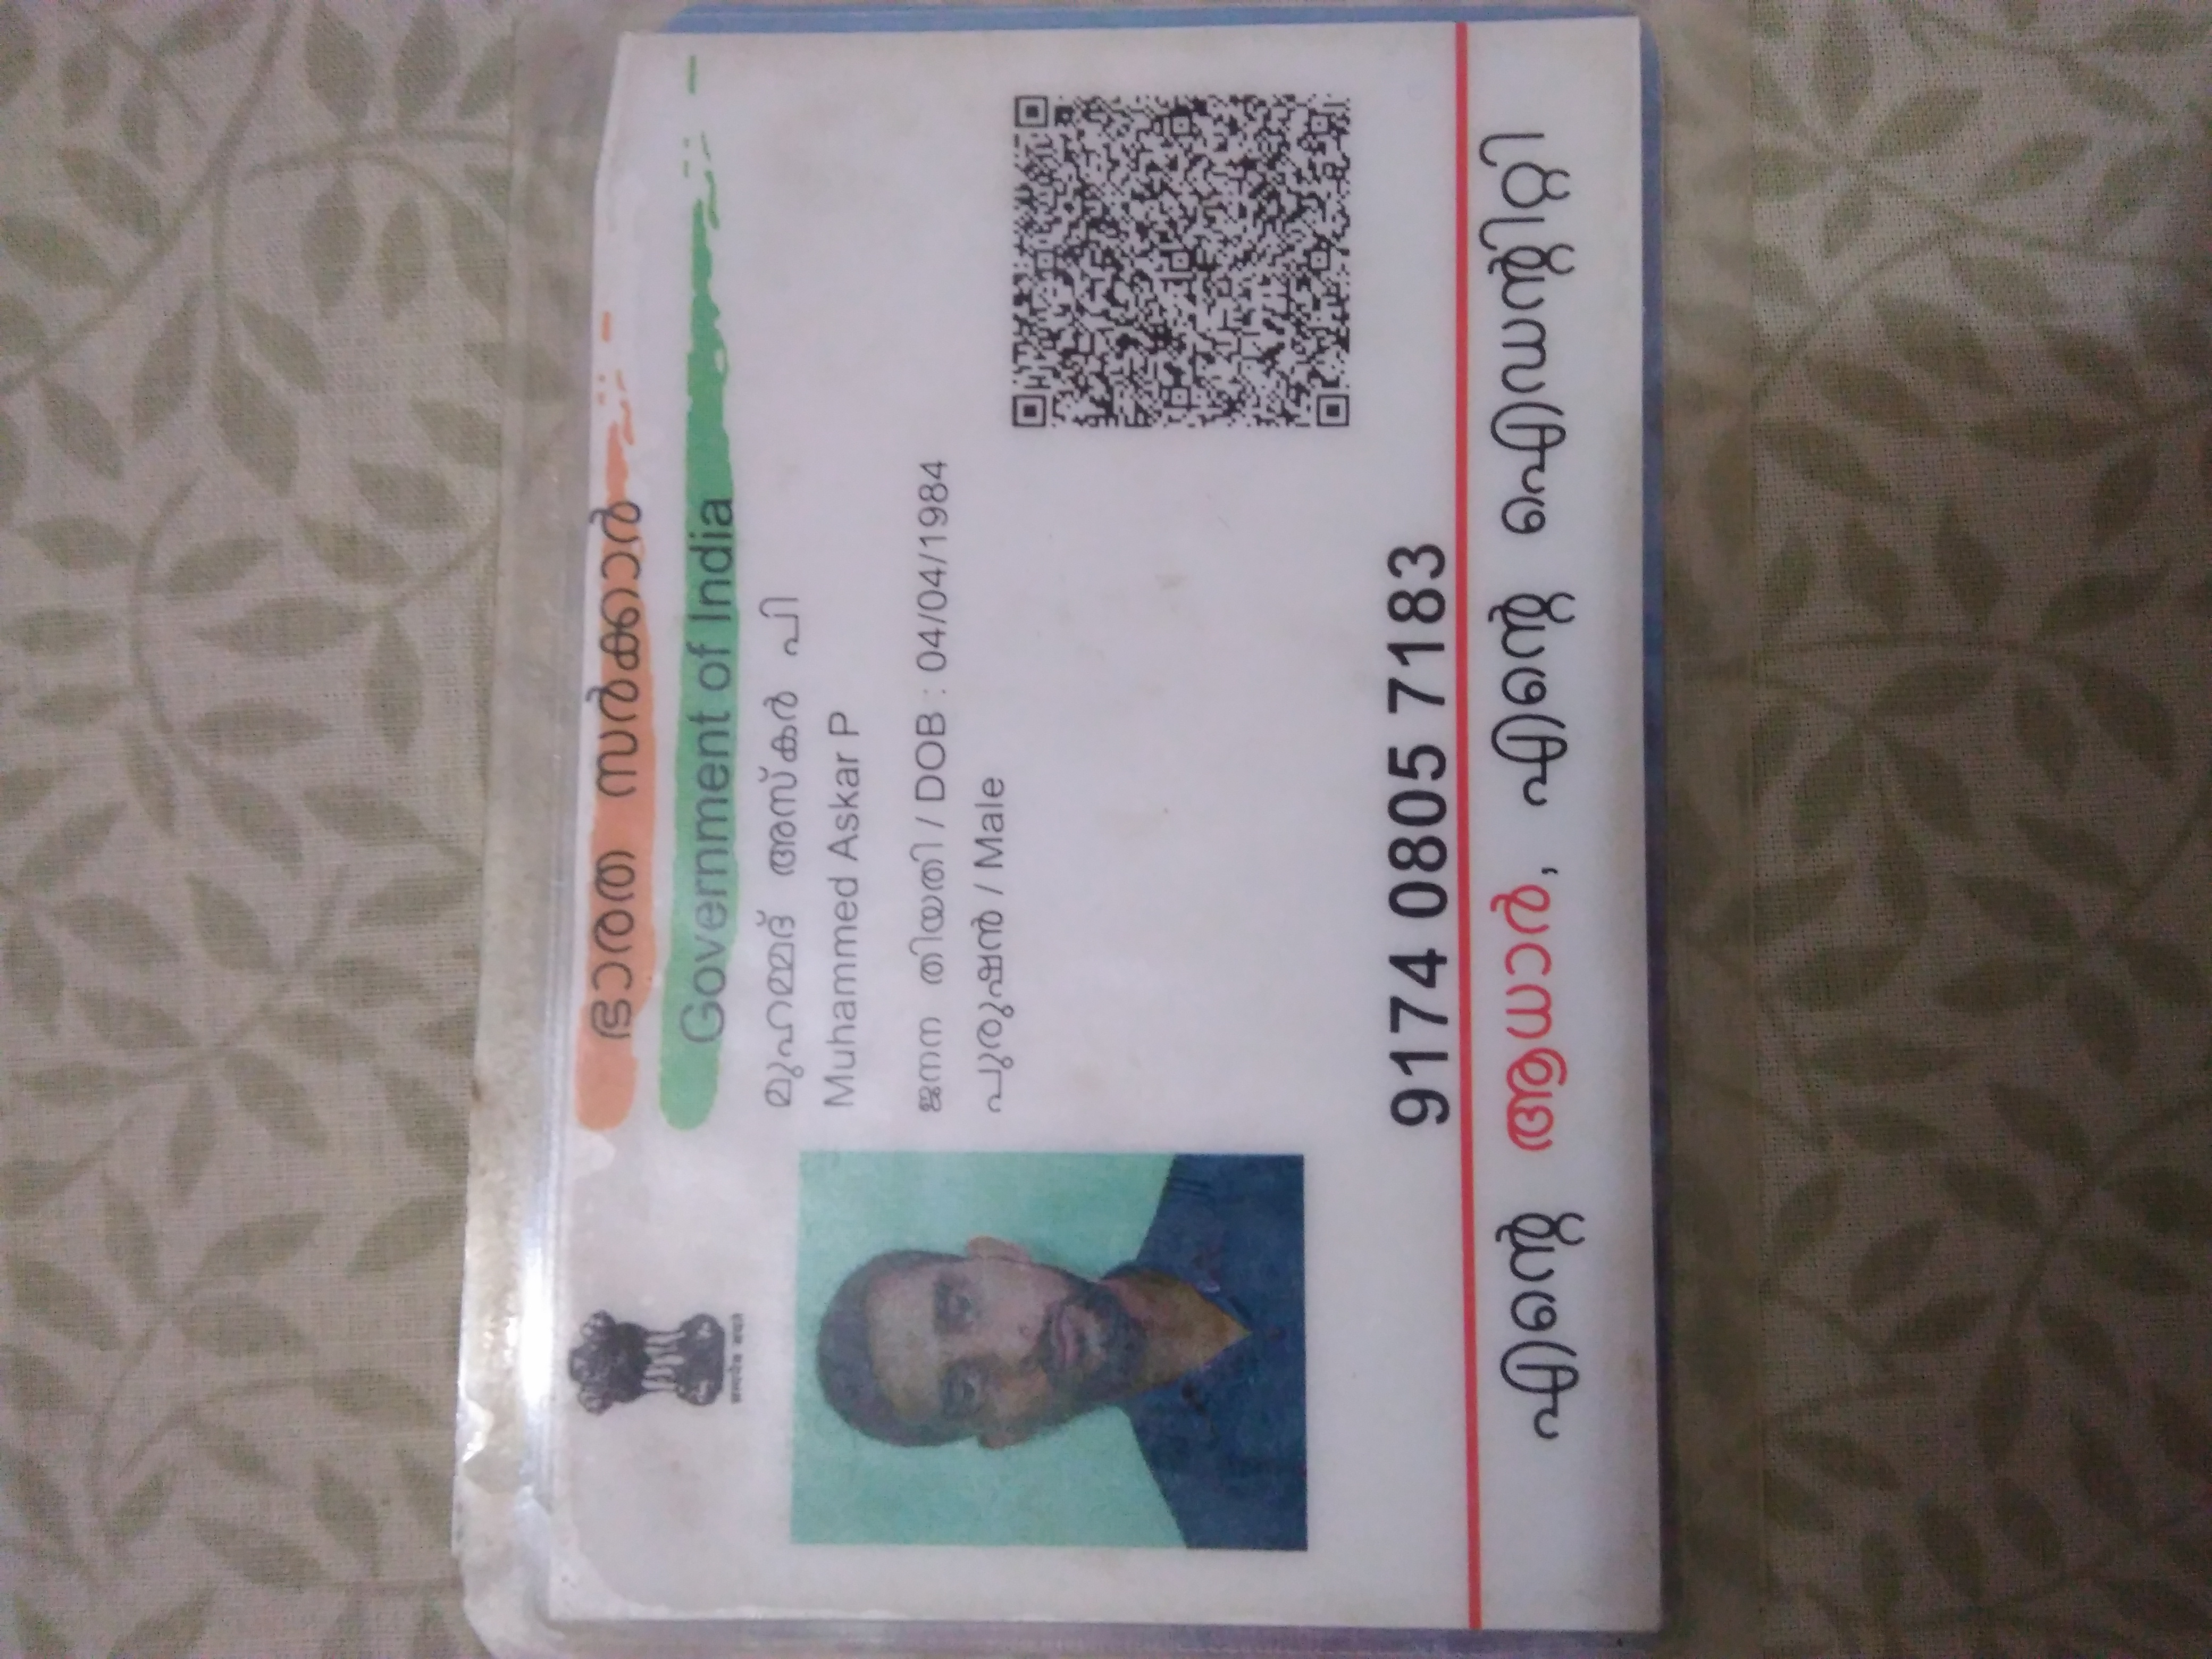 ഭാരത സർക്കാർ
Government of India
മുഹമ്മദ് അസ്കർ പി
Muhammed Askar P
ജനന തിയതി / DOB : 04/04/1984
പുരുഷൻ / Male
9174 0805 7183
എന്റെ ആധാർ, എന്റെ ഐഡന്റിറ്റി